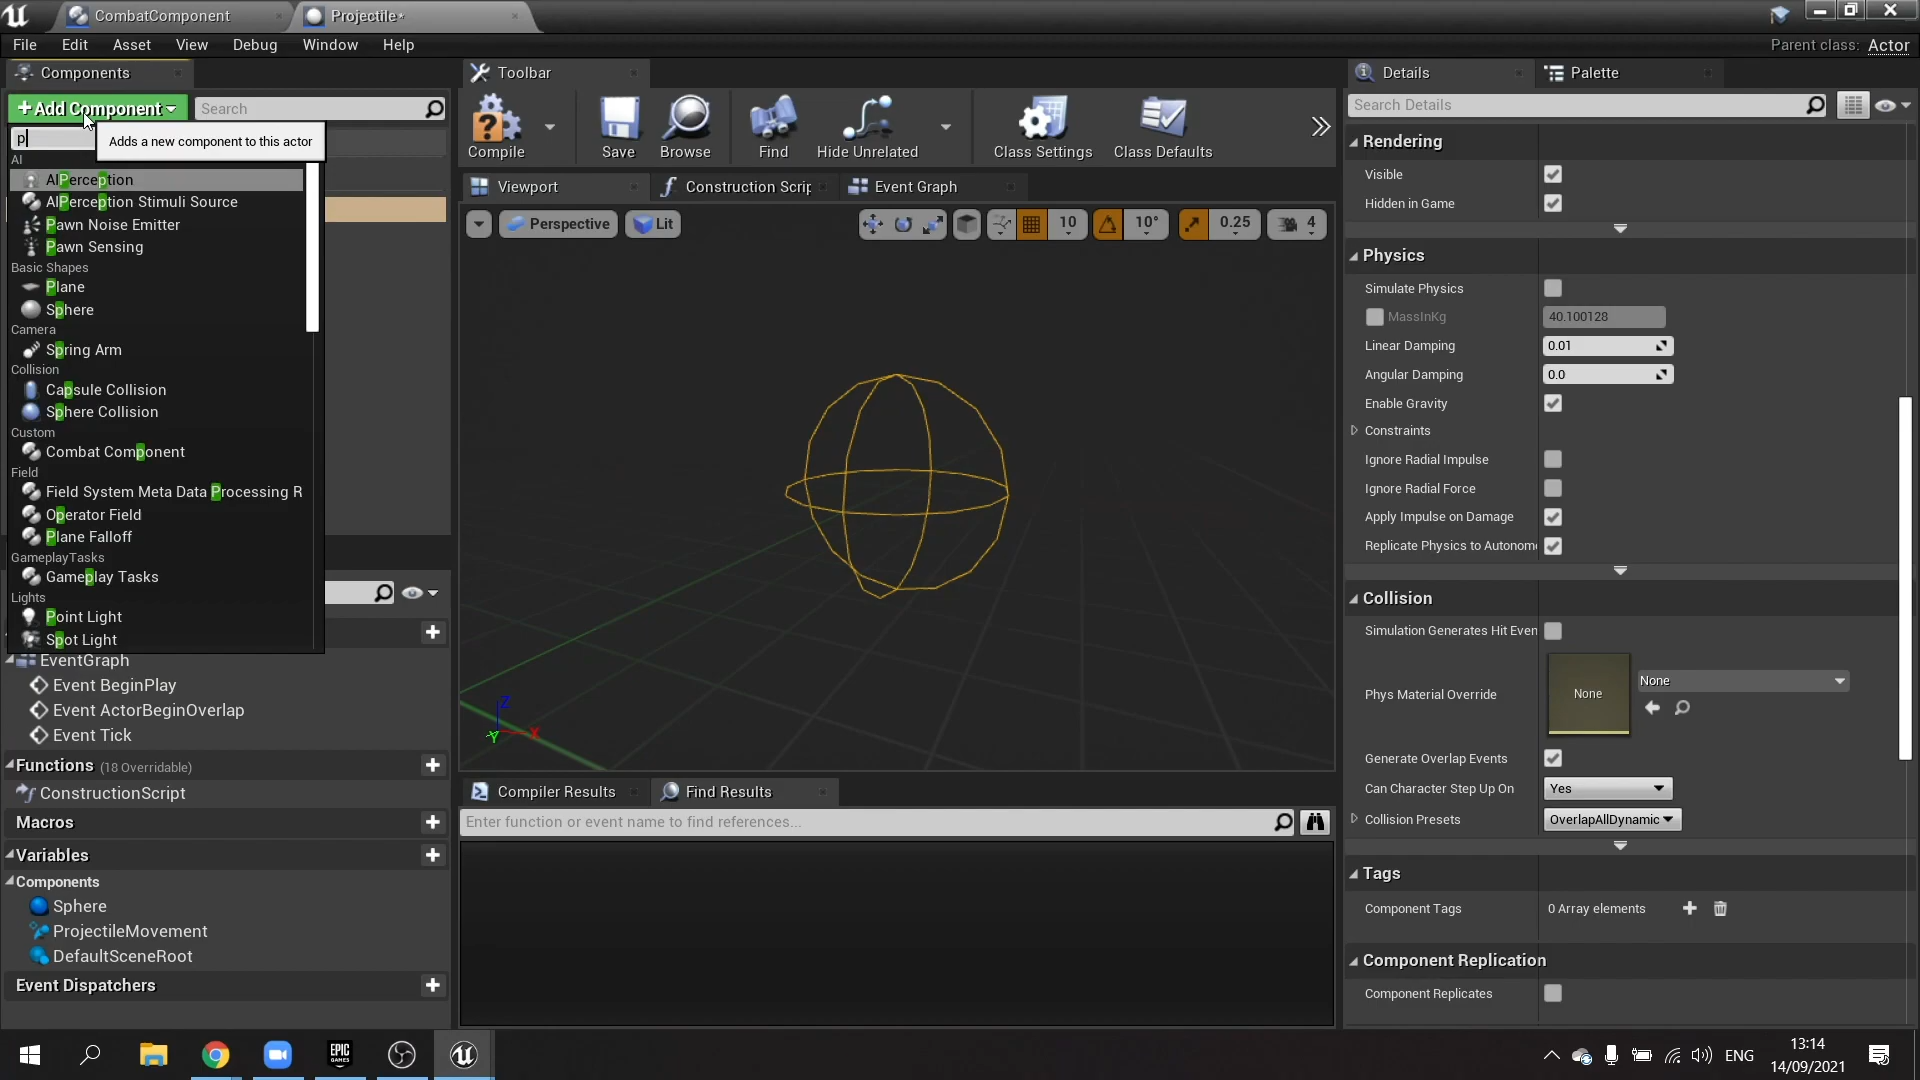 CombatComponent
Projectile*
File Edit Asset View Debug Window Help
Parent class: Actor
Components
Add Component
Search
p
Adds a new component to this actor
AI
AIPerception
AIPerception Stimuli Source
Pawn Noise Emitter
Pawn Sensing
Basic Shapes
Plane
Sphere
Camera
Spring Arm
Collision
Capsule Collision
Sphere Collision
Custom
Combat Component
Field
Field System Meta Data Processing R
Operator Field
Plane Falloff
GameplayTasks
Gameplay Tasks
Lights
Point Light
Spot Light
EventGraph
Event BeginPlay
Event ActorBeginOverlap
Event Tick
Functions (18 Overridable)
ConstructionScript
Macros
Variables
Components
Sphere
ProjectileMovement
DefaultSceneRoot
Event Dispatchers
Toolbar
Compile
Save
Browse
Find
Hide Unrelated
Class Settings
Class Defaults
Viewport
Construction Scrip
Event Graph
Perspective
Lit
10
10°
0.25
4
Z
Y
X
Compiler Results
Find Results
Enter function or event name to find references...
Details
Palette
Search Details
Rendering
Visible
Hidden in Game
Physics
Simulate Physics
MassInKg 40.100128
Linear Damping 0.01
Angular Damping 0.0
Enable Gravity
Constraints
Ignore Radial Impulse
Ignore Radial Force
Apply Impulse on Damage
Replicate Physics to Autonom
Collision
Simulation Generates Hit Even
Phys Material Override
None
None
Generate Overlap Events
Can Character Step Up On Yes
Collision Presets OverlapAllDynamic
Tags
Component Tags 0 Array elements
Component Replication
Component Replicates
EPIC
GAMES
ENG
13:14
14/09/2021